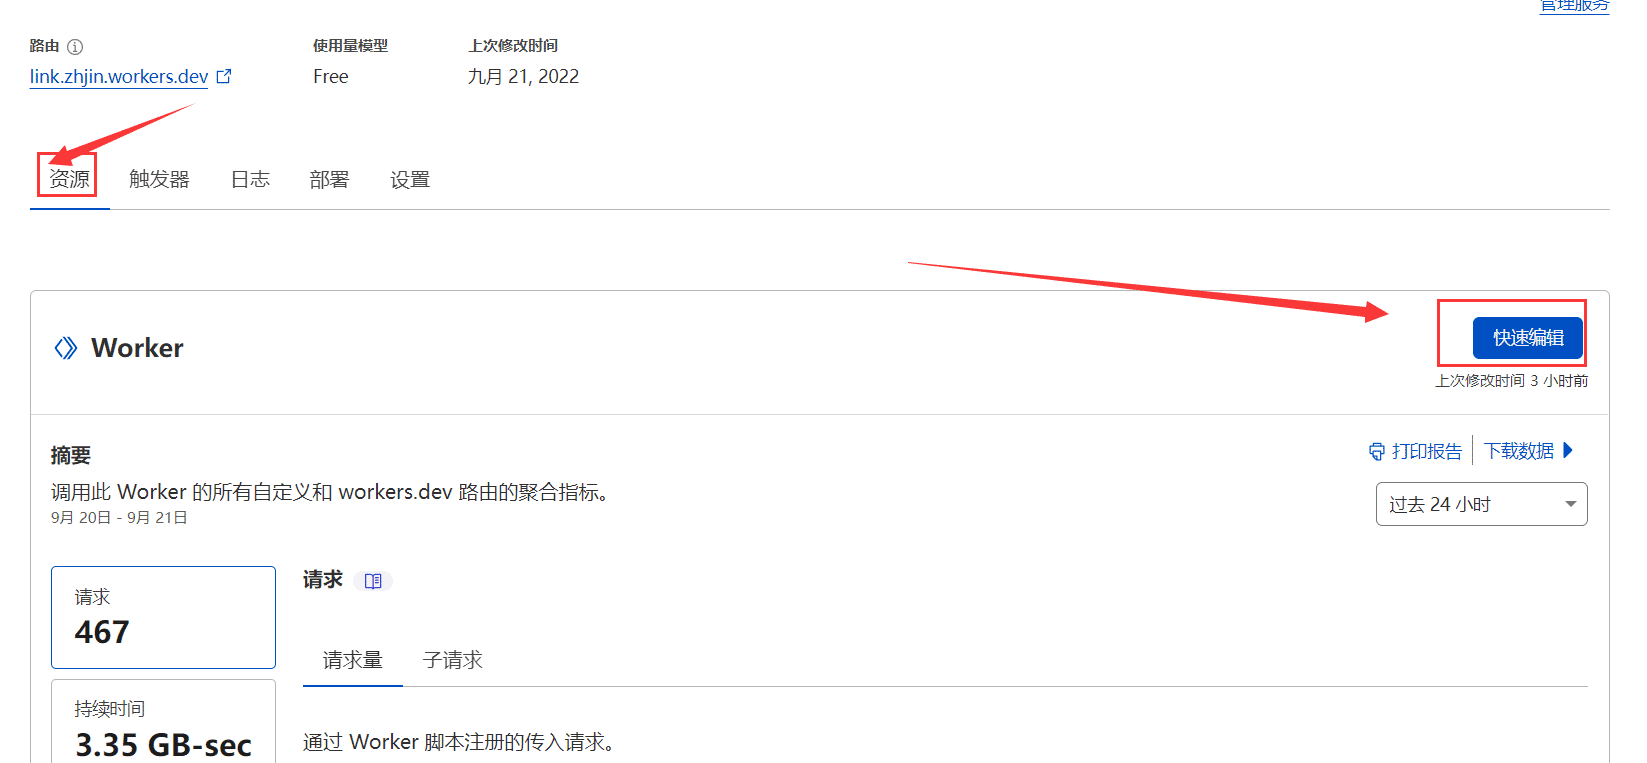 管理服务
路由
使用量模型
上次修改时间
link.zhjin.workers.dev
Free
九月 21, 2022
资源
触发器
日志
部署
设置
Worker
快速编辑
上次修改时间 3 小时前
摘要
打印报告
下载数据
调用此 Worker 的所有自定义和 workers.dev 路由的聚合指标。
9月 20日 - 9月 21日
过去 24 小时
请求
467
请求
请求量
子请求
持续时间
3.35 GB-sec
通过 Worker 脚本注册的传入请求。